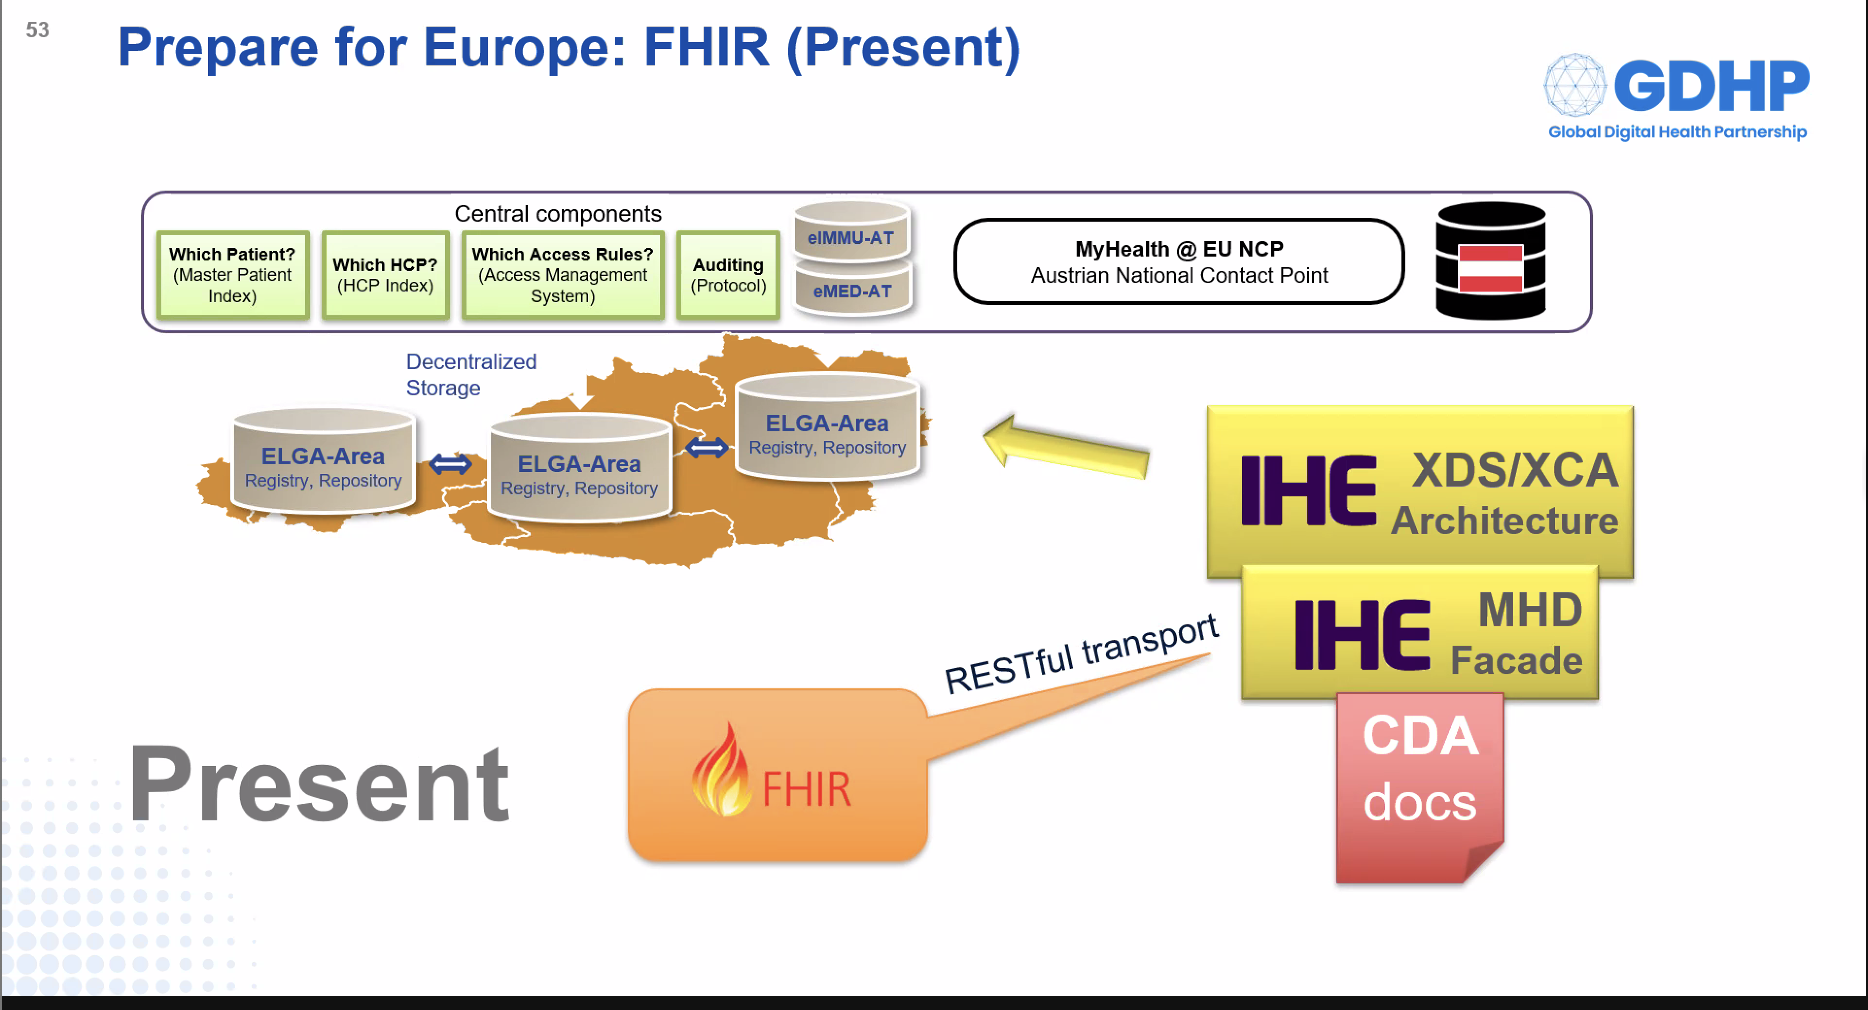 53
Prepare for Europe: FHIR (Present)
GDHP
Global Digital Health Partnership
Central components
Which Patient?
(Master Patient
Index)
Which HCP?
(HCP Index)
Which Access Rules?
(Access Management
System)
Auditing
(Protocol)
eIMMU-AT
eMED-AT
MyHealth @ EU NCP
Austrian National Contact Point
Decentralized
Storage
ELGA-Area
Registry, Repository
ELGA-Area
Registry, Repository
ELGA-Area
Registry, Repository
IHE XDS/XCA
Architecture
IHE MHD
Facade
CDA
docs
RESTful transport
FHIR
Present